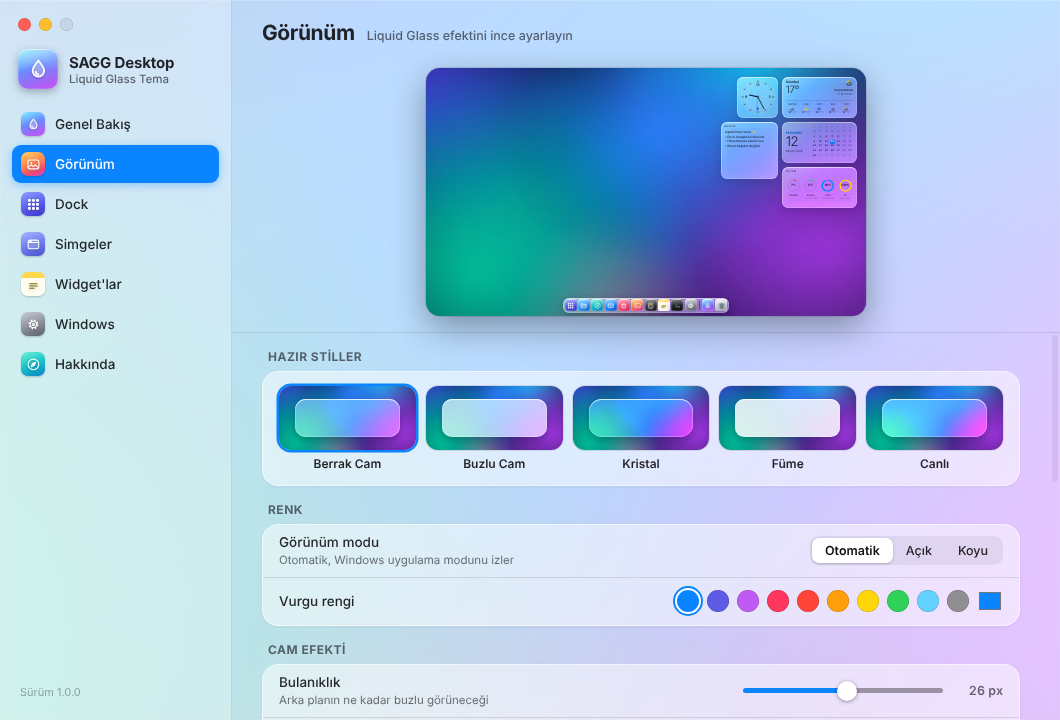 SAGG Desktop
Liquid Glass Tema
Genel Bakış
Görünüm
Dock
Simgeler
Widget'lar
Windows
Hakkında
Sürüm 1.0.0
Görünüm
Liquid Glass efektini ince ayarlayın
17°
12
HAZIR STİLLER
Berrak Cam
Buzlu Cam
Kristal
Füme
Canlı
RENK
Görünüm modu
Otomatik, Windows uygulama modunu izler
Otomatik
Açık
Koyu
Vurgu rengi
CAM EFEKTİ
Bulanıklık
Arka planın ne kadar buzlu görüneceği
26 px